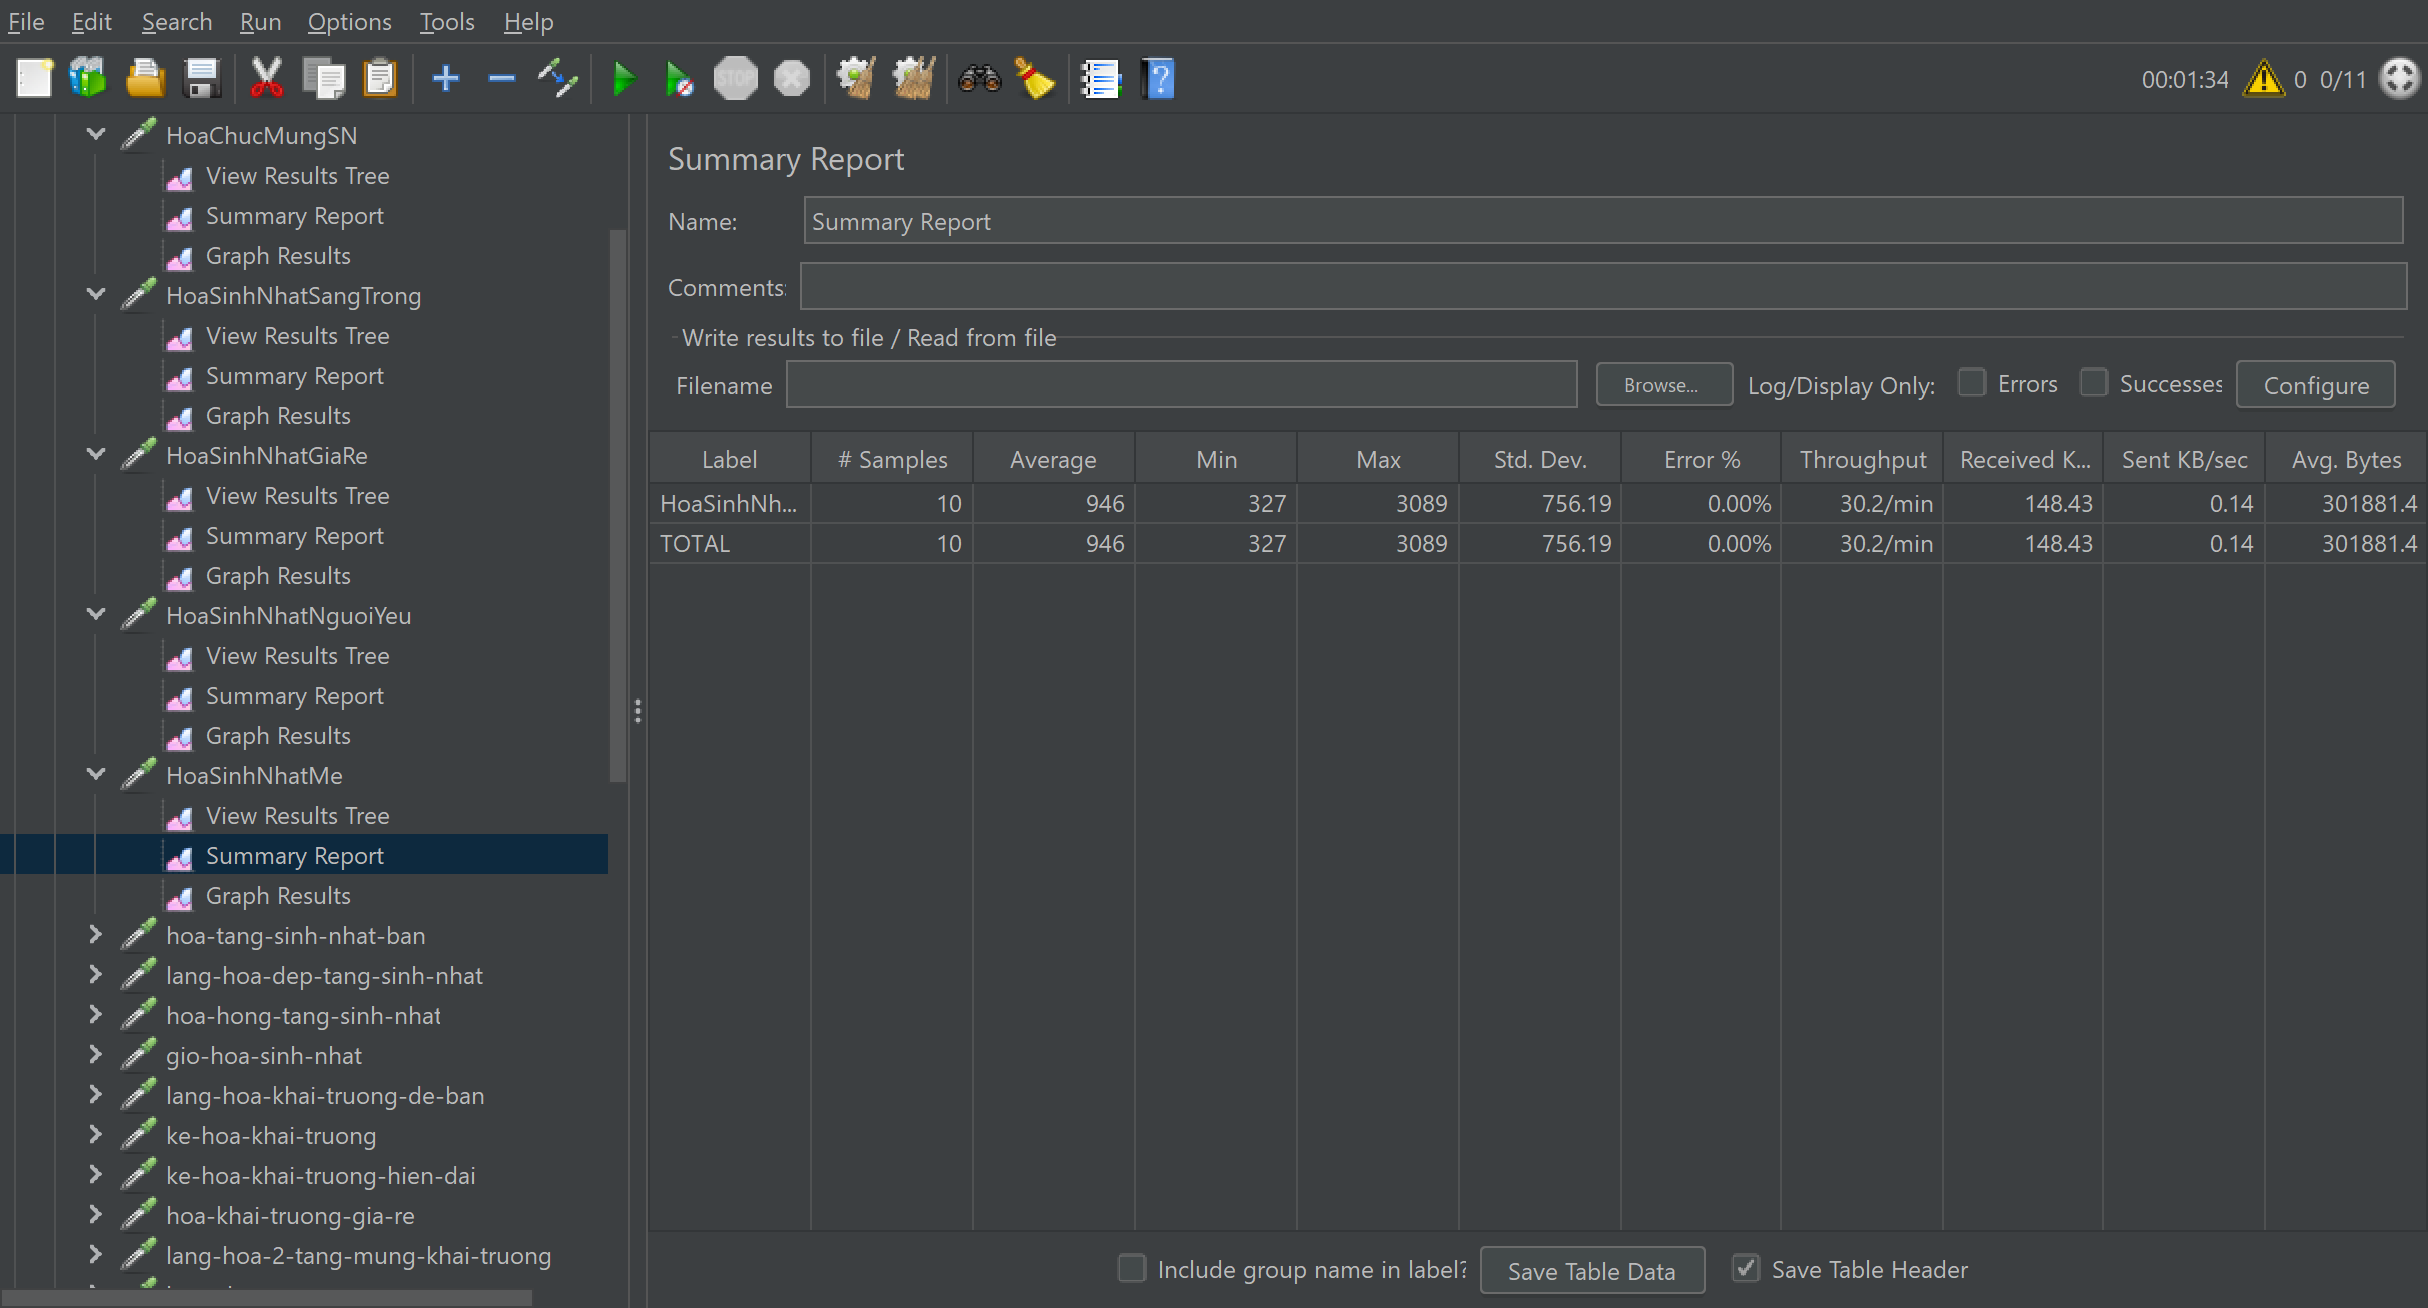 File Edit Search Run Options Tools Help
STOP
00:01:34 0 0/11
HoaChucMungSN
View Results Tree
Summary Report
Graph Results
HoaSinhNhatSangTrong
View Results Tree
Summary Report
Graph Results
HoaSinhNhatGiaRe
View Results Tree
Summary Report
Graph Results
HoaSinhNhatNguoiYeu
View Results Tree
Summary Report
Graph Results
HoaSinhNhatMe
View Results Tree
Summary Report
Graph Results
hoa-tang-sinh-nhat-ban
lang-hoa-dep-tang-sinh-nhat
hoa-hong-tang-sinh-nhat
gio-hoa-sinh-nhat
lang-hoa-khai-truong-de-ban
ke-hoa-khai-truong
ke-hoa-khai-truong-hien-dai
hoa-khai-truong-gia-re
lang-hoa-2-tang-mung-khai-truong
Summary Report
Name: Summary Report
Comments:
Write results to file / Read from file
Filename Browse... Log/Display Only: Errors Successes Configure
Label # Samples Average Min Max Std. Dev. Error % Throughput Received K... Sent KB/sec Avg. Bytes
HoaSinhNh... 10 946 327 3089 756.19 0.00% 30.2/min 148.43 0.14 301881.4
TOTAL 10 946 327 3089 756.19 0.00% 30.2/min 148.43 0.14 301881.4
Include group name in label? Save Table Data Save Table Header